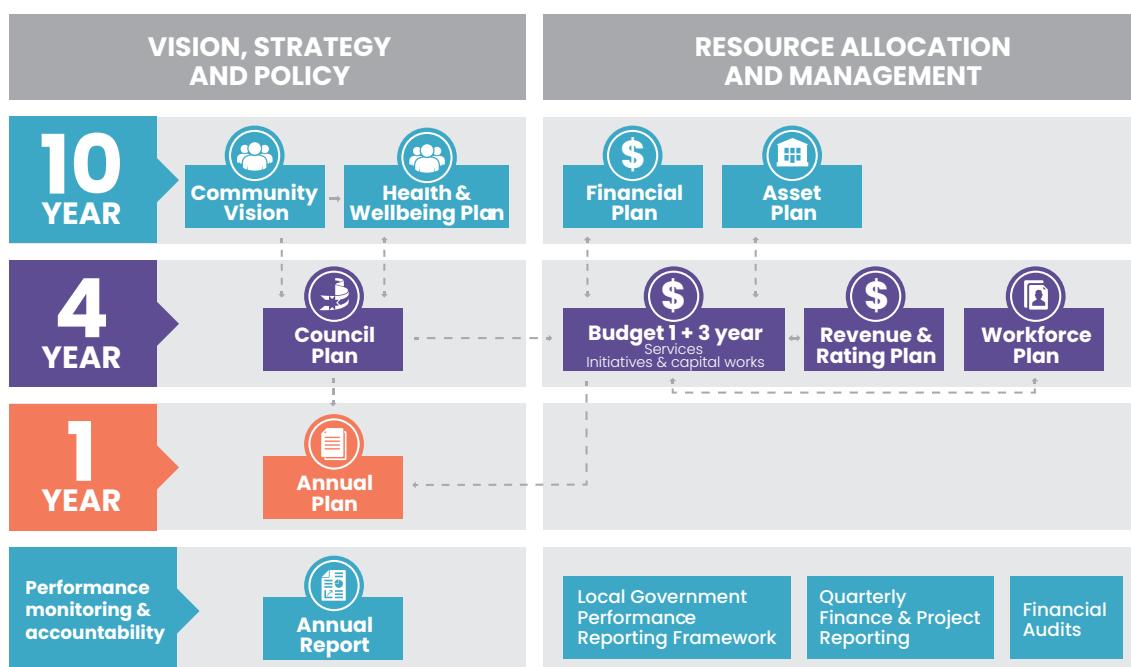 VISION, STRATEGY
AND POLICY
RESOURCE ALLOCATION
AND MANAGEMENT
10
YEAR
Community
Vision
Health &
Wellbeing Plan
$
Financial
Plan
Asset
Plan
4
YEAR
Council
Plan
$
Budget 1 + 3 year
Services
Initiatives & capital works
$
Revenue &
Rating Plan
Workforce
Plan
1
YEAR
Annual
Plan
Performance
monitoring &
accountability
Annual
Report
Local Government
Performance
Reporting Framework
Quarterly
Finance & Project
Reporting
Financial
Audits